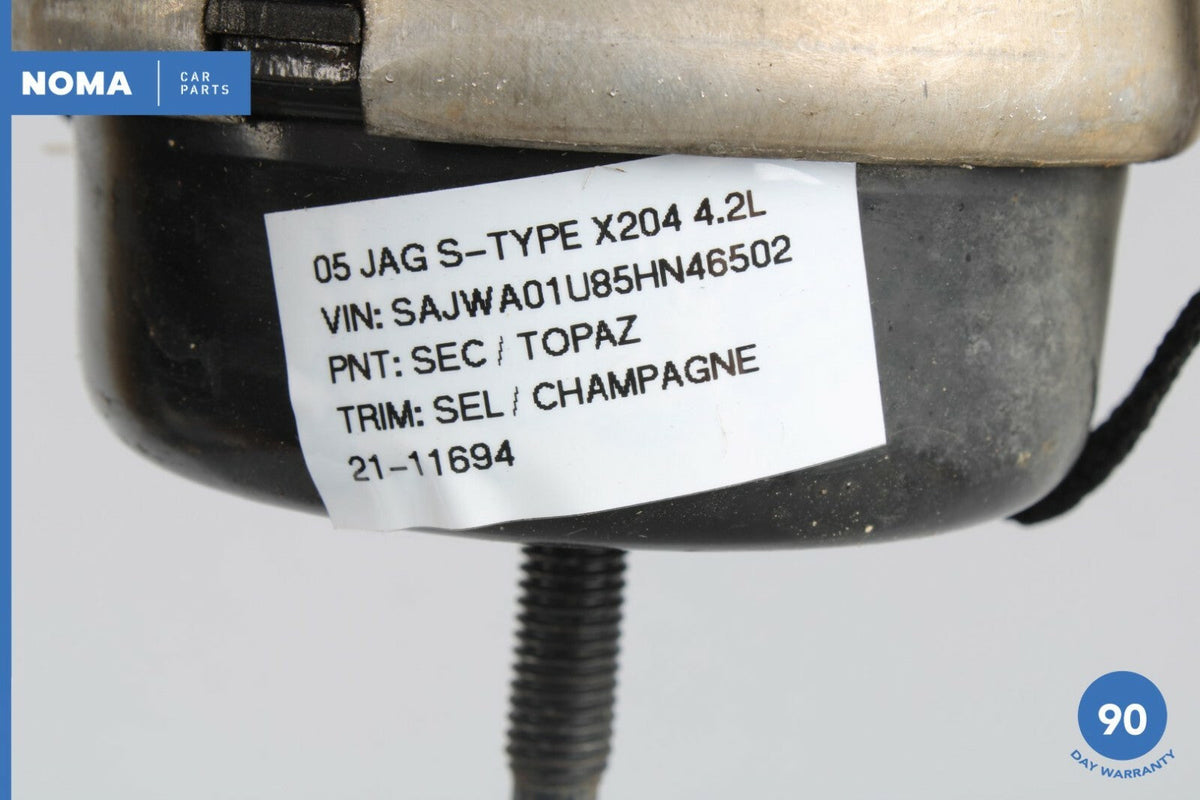 NOMA
CAR
PARTS
05 JAG S-TYPE X204 4.2L
VIN: SAJWA01U85HN46502
PNT: SEC / TOPAZ
TRIM: SEL / CHAMPAGNE
21-11694
90
DAY WARRANTY